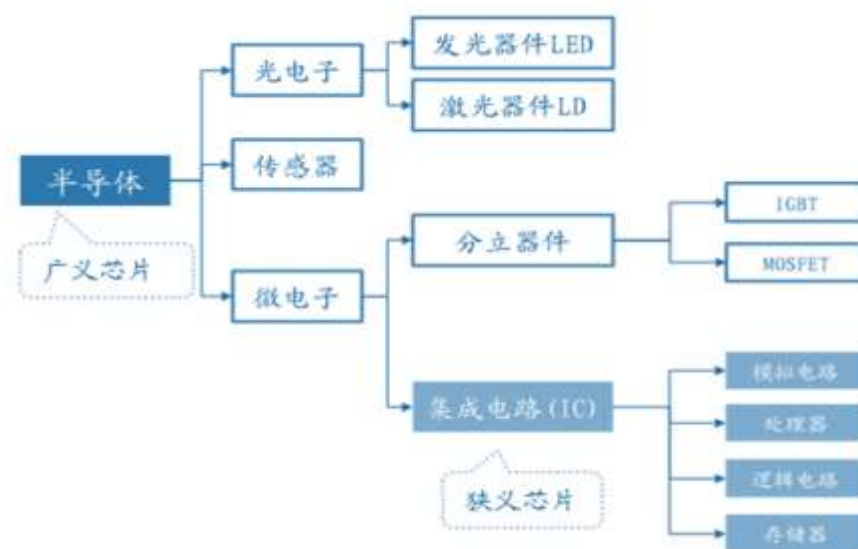 发光器件LED
光电子
激光器件LD
半导体
传感器
广义芯片
IGBT
分立器件
MOSFET
微电子
模拟电路
集成电路(IC)
处理器
狭义芯片
逻辑电路
存储器